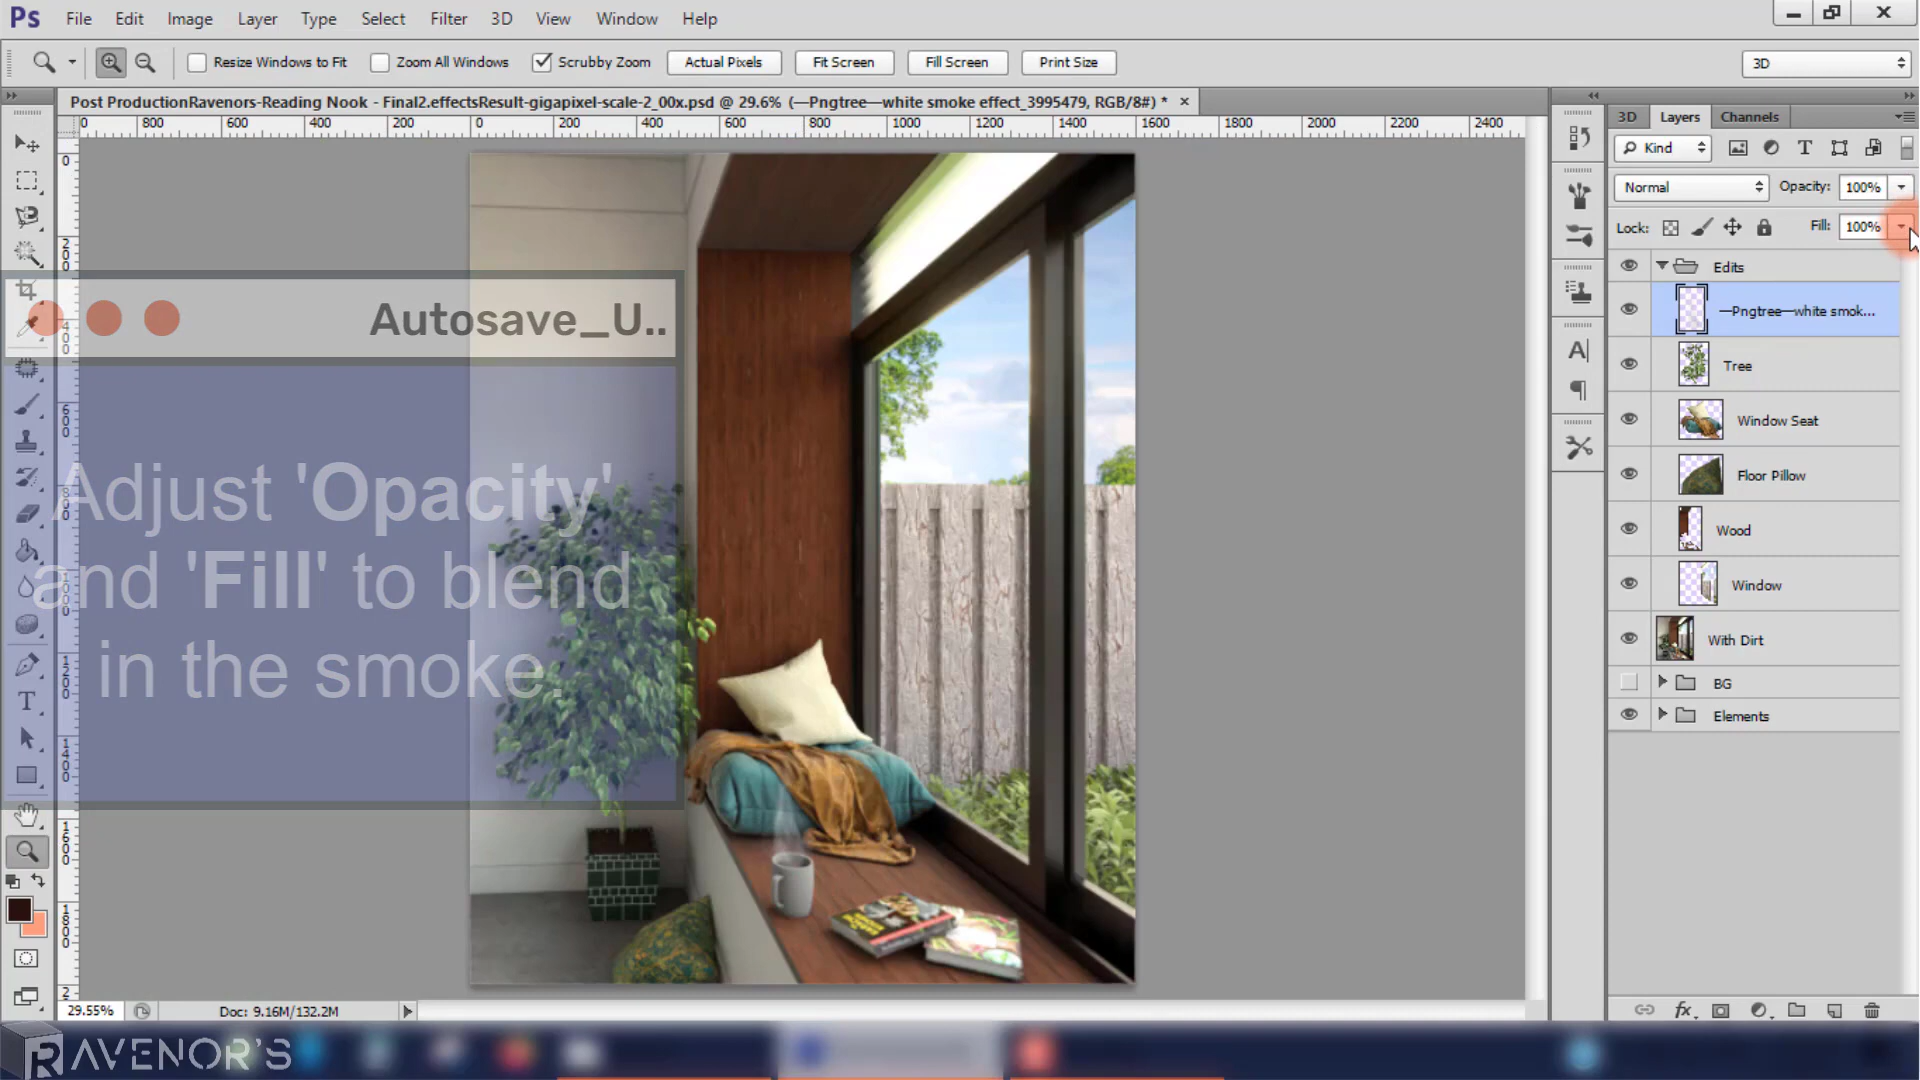 Ps File Edit Image Layer Type Select Filter 3D View Window Help
Resize Windows to Fit Zoom All Windows Scrubby Zoom Actual Pixels Fit Screen Fill Screen Print Size 3D
Post ProductionRavenors-Reading Nook - Final2.effectsResult-gigapixel-scale-2_00x.psd @ 29.6% (—Pngtree—white smoke effect_3995479, RGB/8#) *
0 800 600 400 200 0 200 400 600 800 1000 1200 1400 1600 1800 2000 2200 2400
3D Layers Channels
Kind
Normal Opacity: 100%
Lock: Fill: 100%
Edits
—Pngtree—white smok...
Tree
Window Seat
Floor Pillow
Wood
Window
With Dirt
BG
Elements
Autosave_U..
Adjust 'Opacity'
and 'Fill' to blend
in the smoke.
29.55% Doc: 9.16M/132.2M
RAVENOR'S